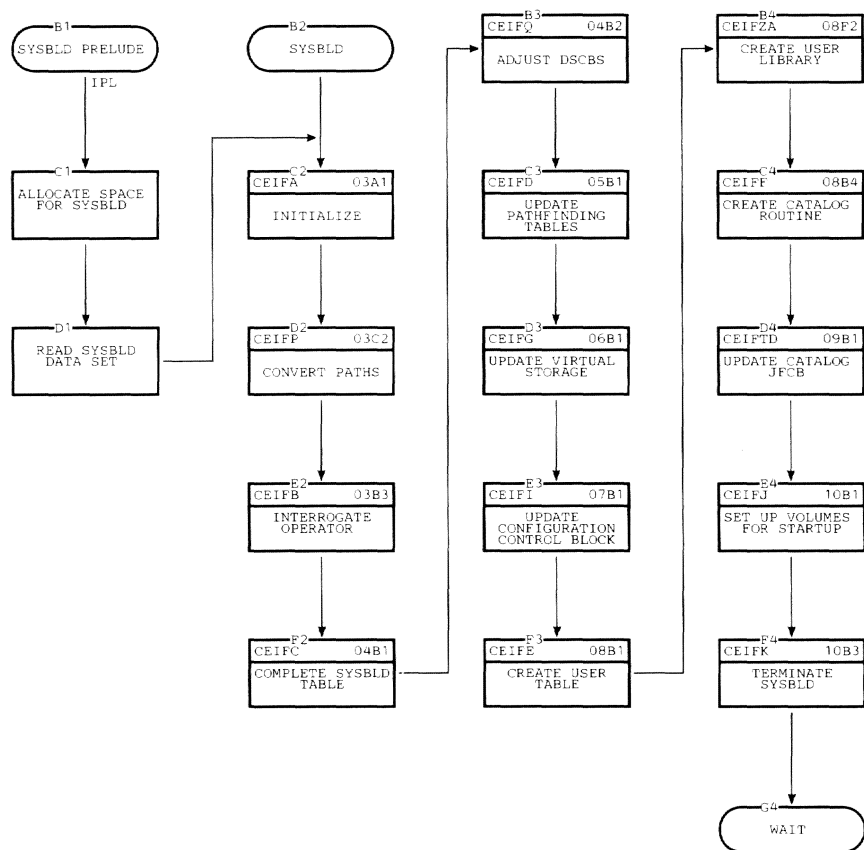 B1
SYSBLD PRELUDE
IPL
C1
ALLOCATE SPACE
FOR SYSBLD
D1
READ SYSBLD
DATA SET
B2
SYSBLD
C2
CEIFA 03A1
INITIALIZE
D2
CEIFP 03C2
CONVERT PATHS
E2
CEIFB 03B3
INTERROGATE
OPERATOR
F2
CEIFC 04B1
COMPLETE SYSBLD
TABLE
B3
CEIFQ 04B2
ADJUST DSCBS
C3
CEIFD 05B1
UPDATE
PATHFINDING
TABLES
D3
CEIFG 06B1
UPDATE VIRTUAL
STORAGE
E3
CEIFI 07B1
UPDATE
CONFIGURATION
CONTROL BLOCK
F3
CEIFE 08B1
CREATE USER
TABLE
B4
CEIFZA 08F2
CREATE USER
LIBRARY
C4
CEIFF 08B4
CREATE CATALOG
ROUTINE
D4
CEIFTD 09B1
UPDATE CATALOG
JFCB
E4
CEIFJ 10B1
SET UP VOLUMES
FOR STARTUP
F4
CEIFK 10B3
TERMINATE
SYSBLD
G4
WAIT